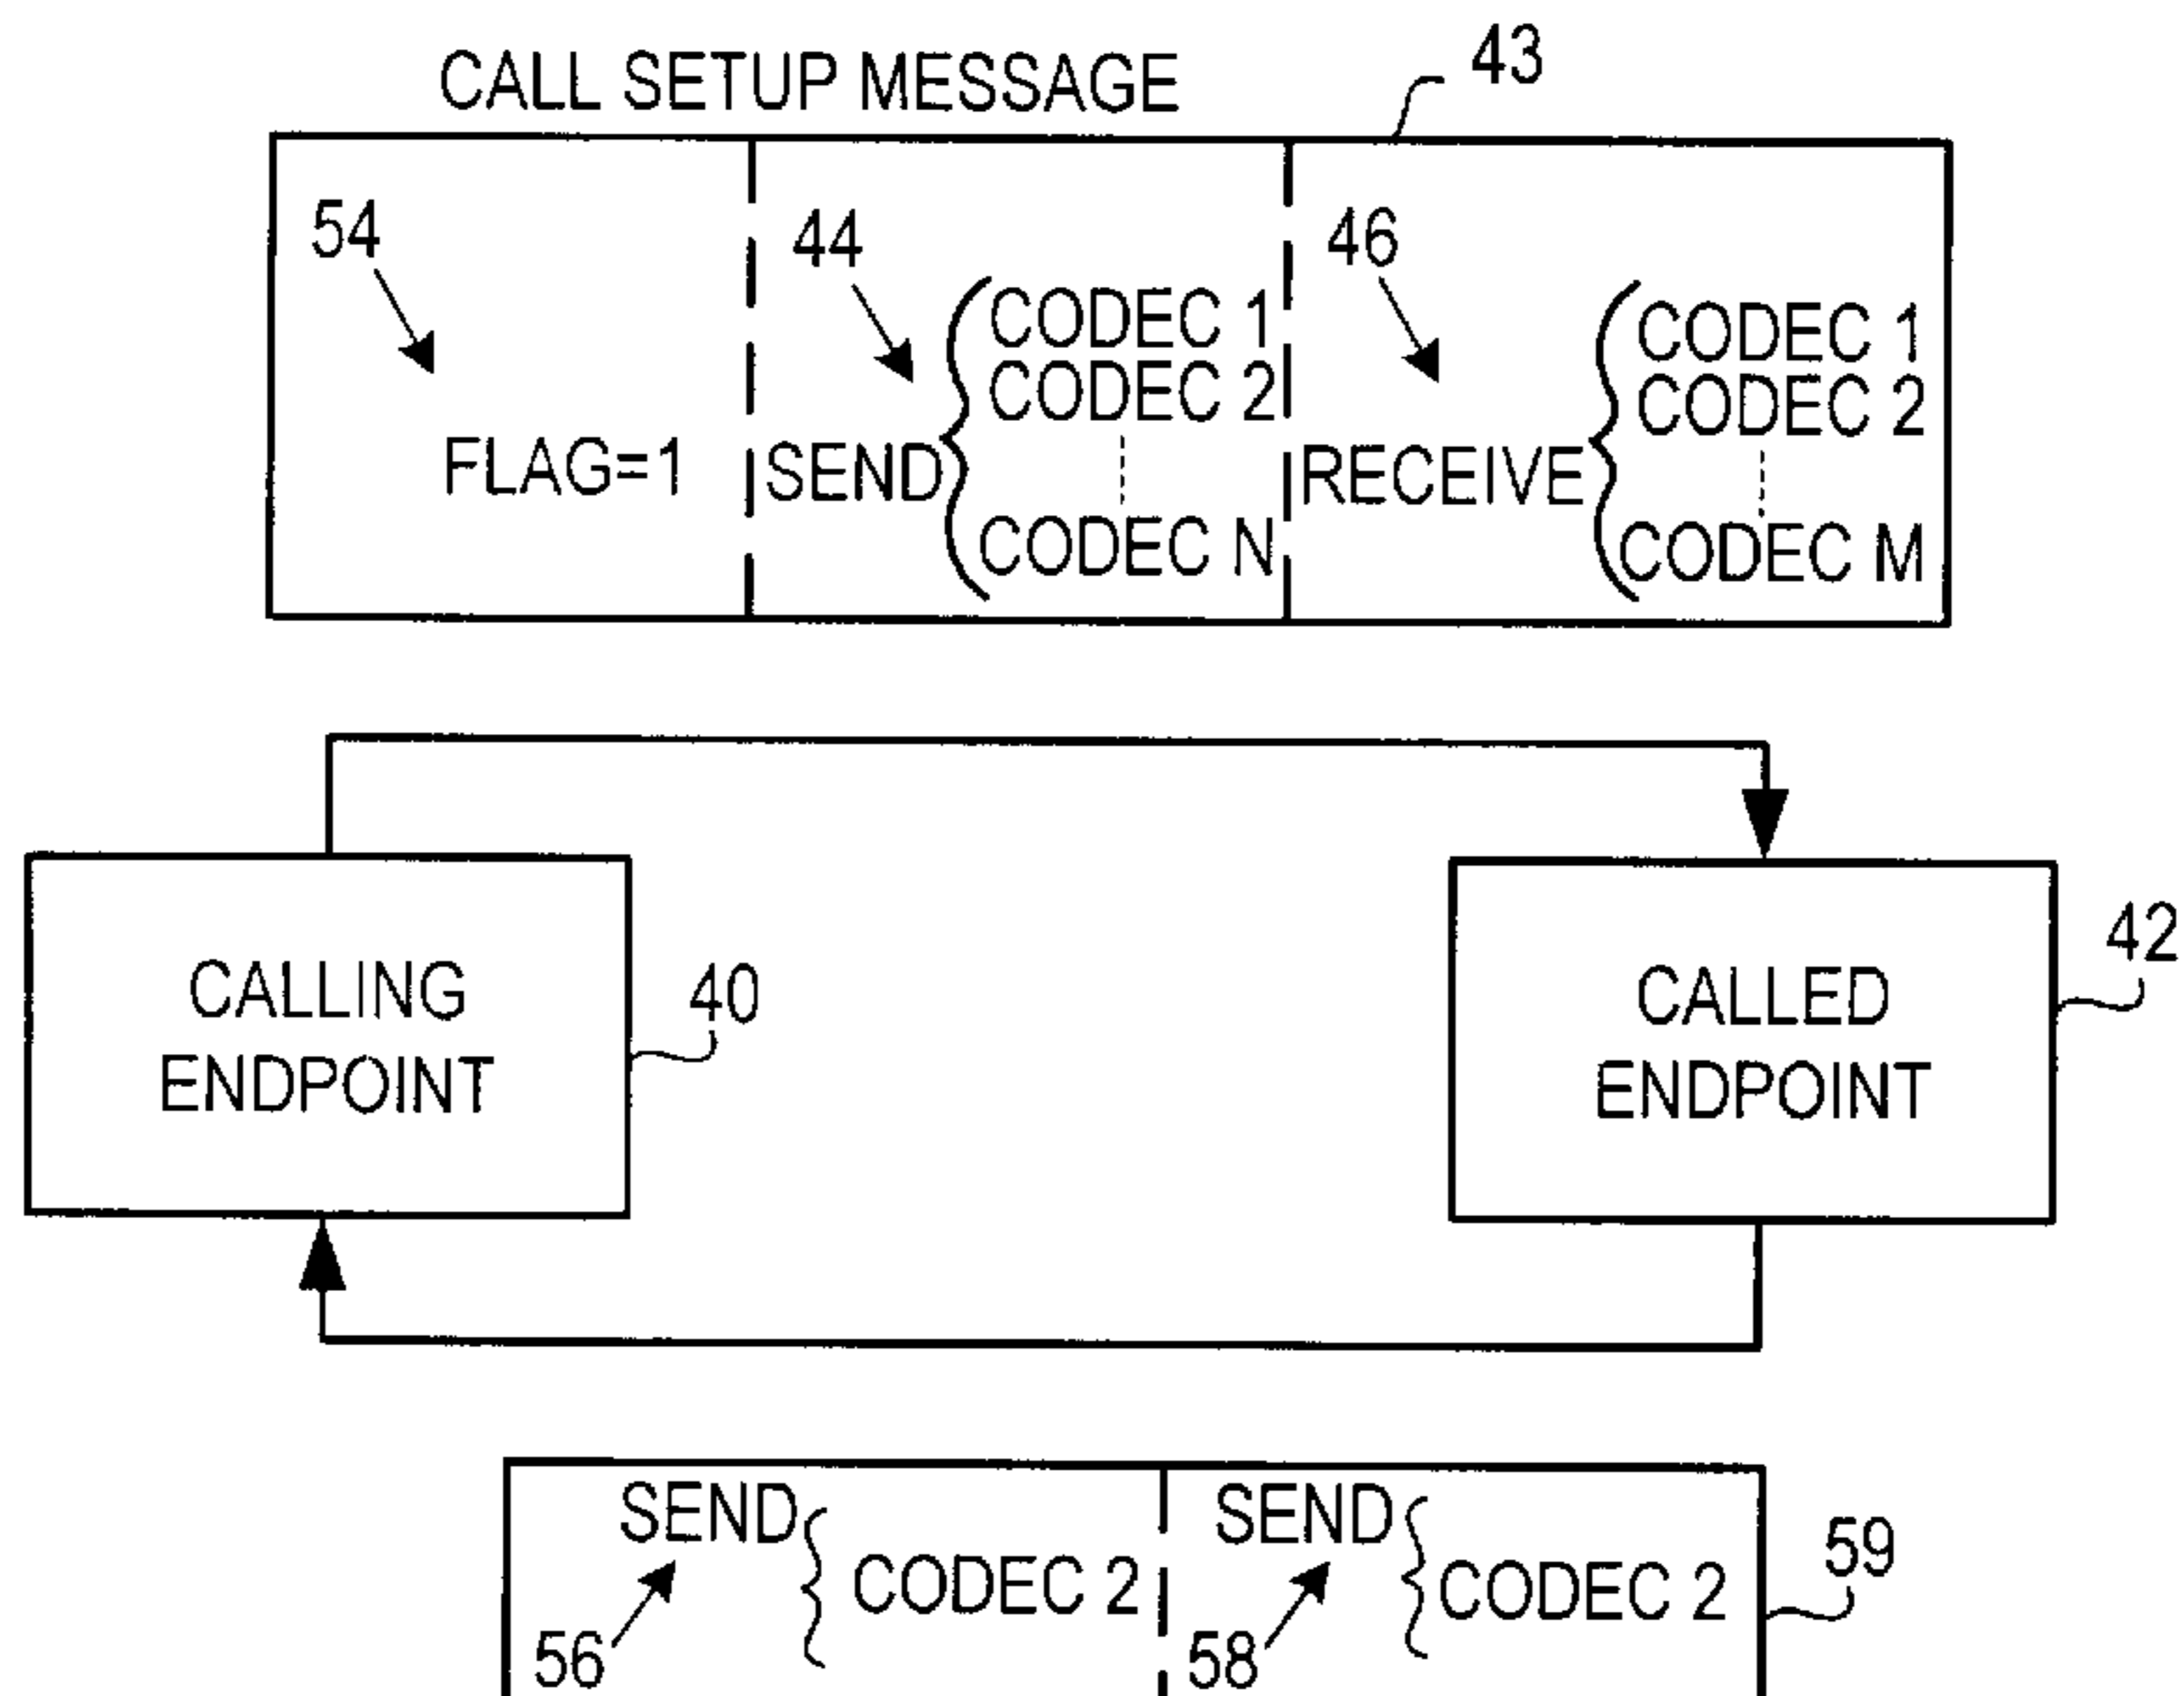 CALL SETUP MESSAGE
43
54
44
46
FLAG=1
SEND
CODEC 1
CODEC 2
CODEC N
RECEIVE
CODEC 1
CODEC 2
CODEC M
CALLING
ENDPOINT
40
CALLED
ENDPOINT
42
SEND
CODEC 2
56
SEND
CODEC 2
58
59